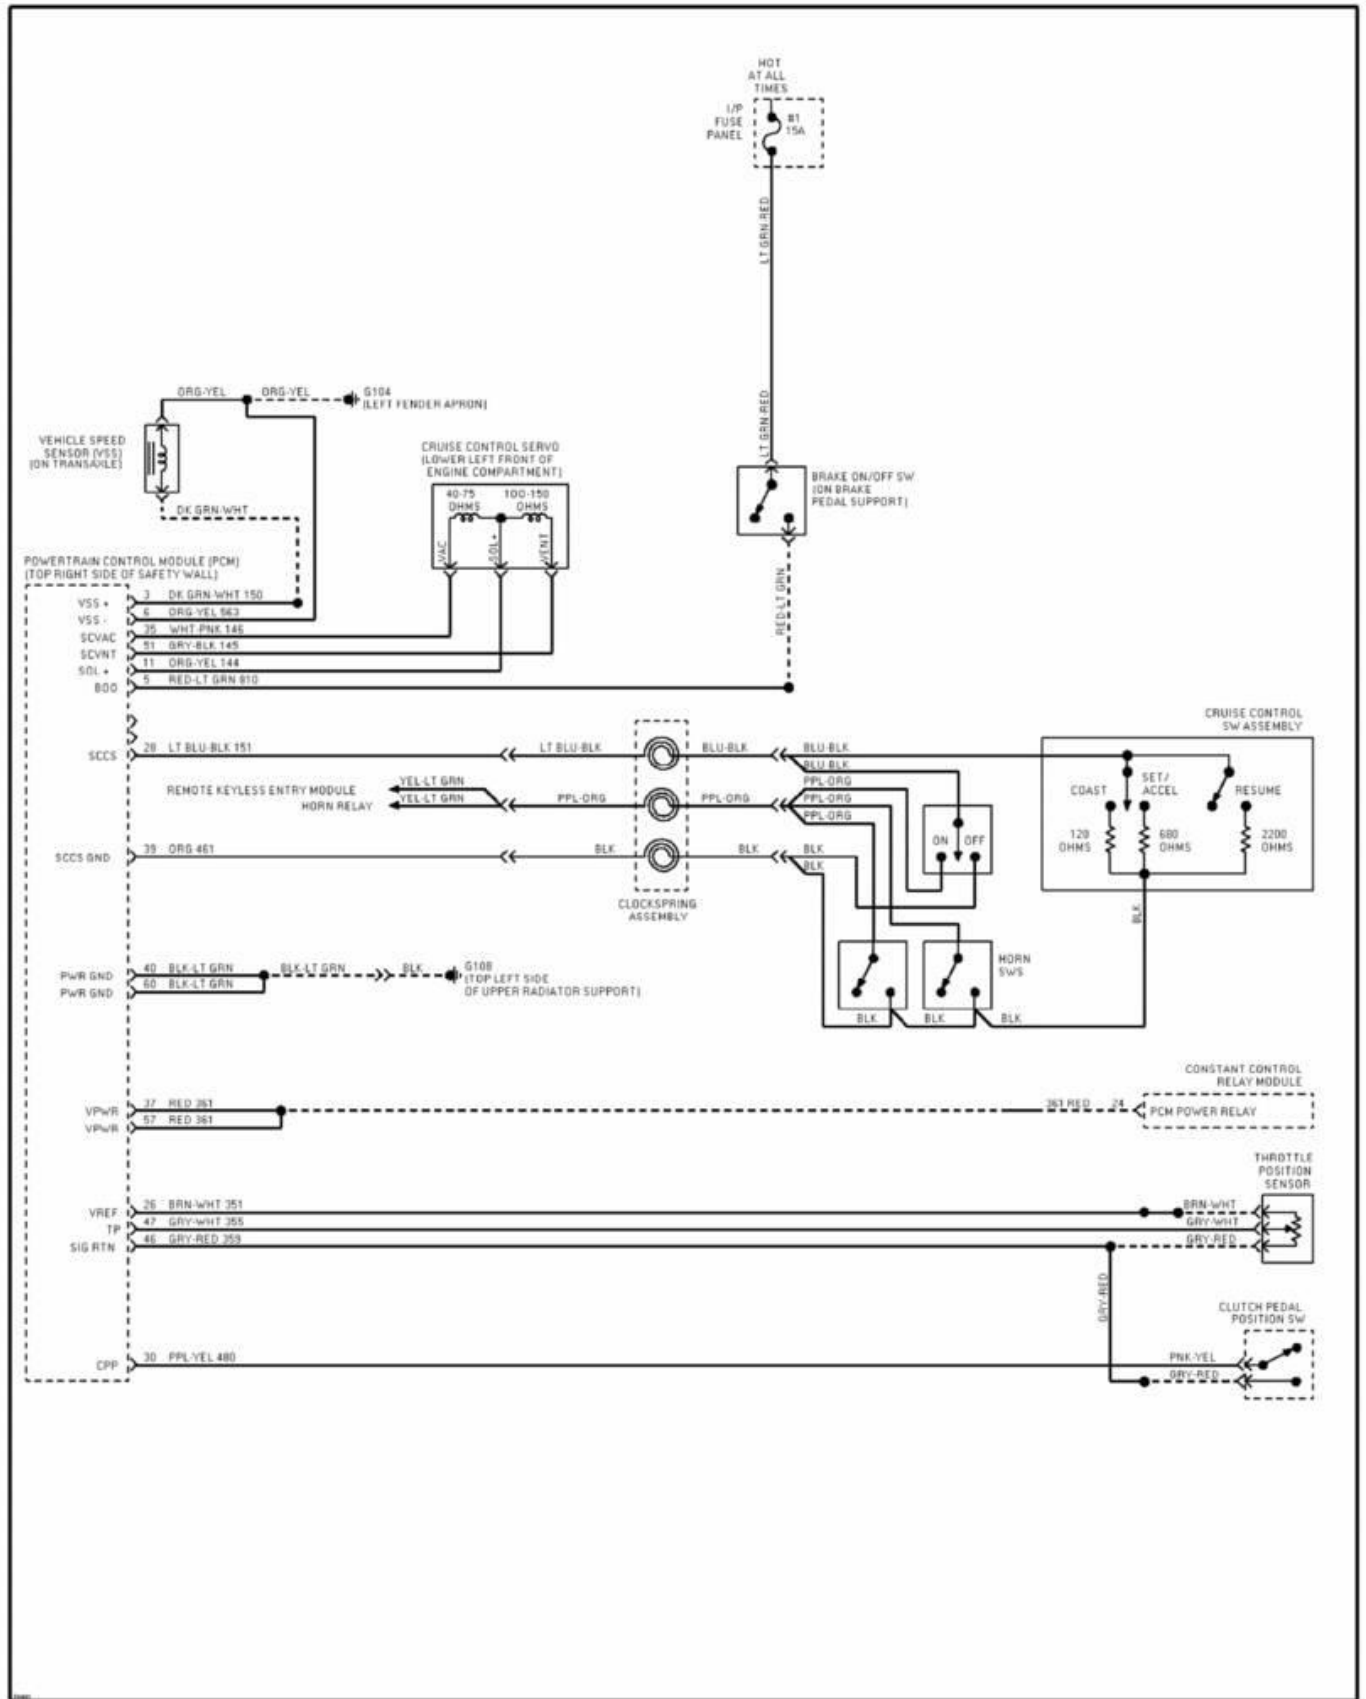 HOT
AT ALL
TIMES
I/P
FUSE
PANEL
#1
15A
LT GRN-RED
LT GRN-RED
ORG-YEL
ORG-YEL
G104
(LEFT FENDER APRON)
VEHICLE SPEED
SENSOR (VSS)
(ON TRANSAXLE)
DK GRN-WHT
CRUISE CONTROL SERVO
(LOWER LEFT FRONT OF
ENGINE COMPARTMENT)
40-75
OHMS
100-150
OHMS
VAC
SOL+
VENT
BRAKE ON/OFF SW
(ON BRAKE
PEDAL SUPPORT)
RED-LT GRN
POWERTRAIN CONTROL MODULE (PCM)
(TOP RIGHT SIDE OF SAFETY WALL)
VSS + 3 DK GRN-WHT 150
VSS - 6 ORG-YEL 563
SCVAC 35 WHT-PNK 146
SCVNT 51 GRY-BLK 145
SOL + 11 ORG-YEL 144
BOO 5 RED-LT GRN 810
CRUISE CONTROL
SW ASSEMBLY
SCCS 28 LT BLU-BLK 151 LT BLU-BLK BLU-BLK BLU-BLK
BLU-BLK
YEL-LT GRN
PPL-ORG
REMOTE KEYLESS ENTRY MODULE
HORN RELAY YEL-LT GRN PPL-ORG PPL-ORG PPL-ORG
PPL-ORG
COAST
SET/
ACCEL
RESUME
ON OFF
120
OHMS
680
OHMS
2200
OHMS
SCCS GND 39 ORG 461 BLK BLK BLK
BLK
CLOCKSPRING
ASSEMBLY
BLK
HORN
SWS
BLK BLK BLK
PWR GND 40 BLK-LT GRN BLK-LT GRN BLK
PWR GND 60 BLK-LT GRN
G108
(TOP LEFT SIDE
OF UPPER RADIATOR SUPPORT)
CONSTANT CONTROL
RELAY MODULE
VPWR 37 RED 361 361 RED 24 PCM POWER RELAY
VPWR 57 RED 361
THROTTLE
POSITION
SENSOR
VREF 26 BRN-WHT 351 BRN-WHT
TP 47 GRY-WHT 355 GRY-WHT
SIG RTN 46 GRY-RED 359 GRY-RED
GRY-RED
CLUTCH PEDAL
POSITION SW
CPP 30 PPL-YEL 480 PNK-YEL
GRY-RED